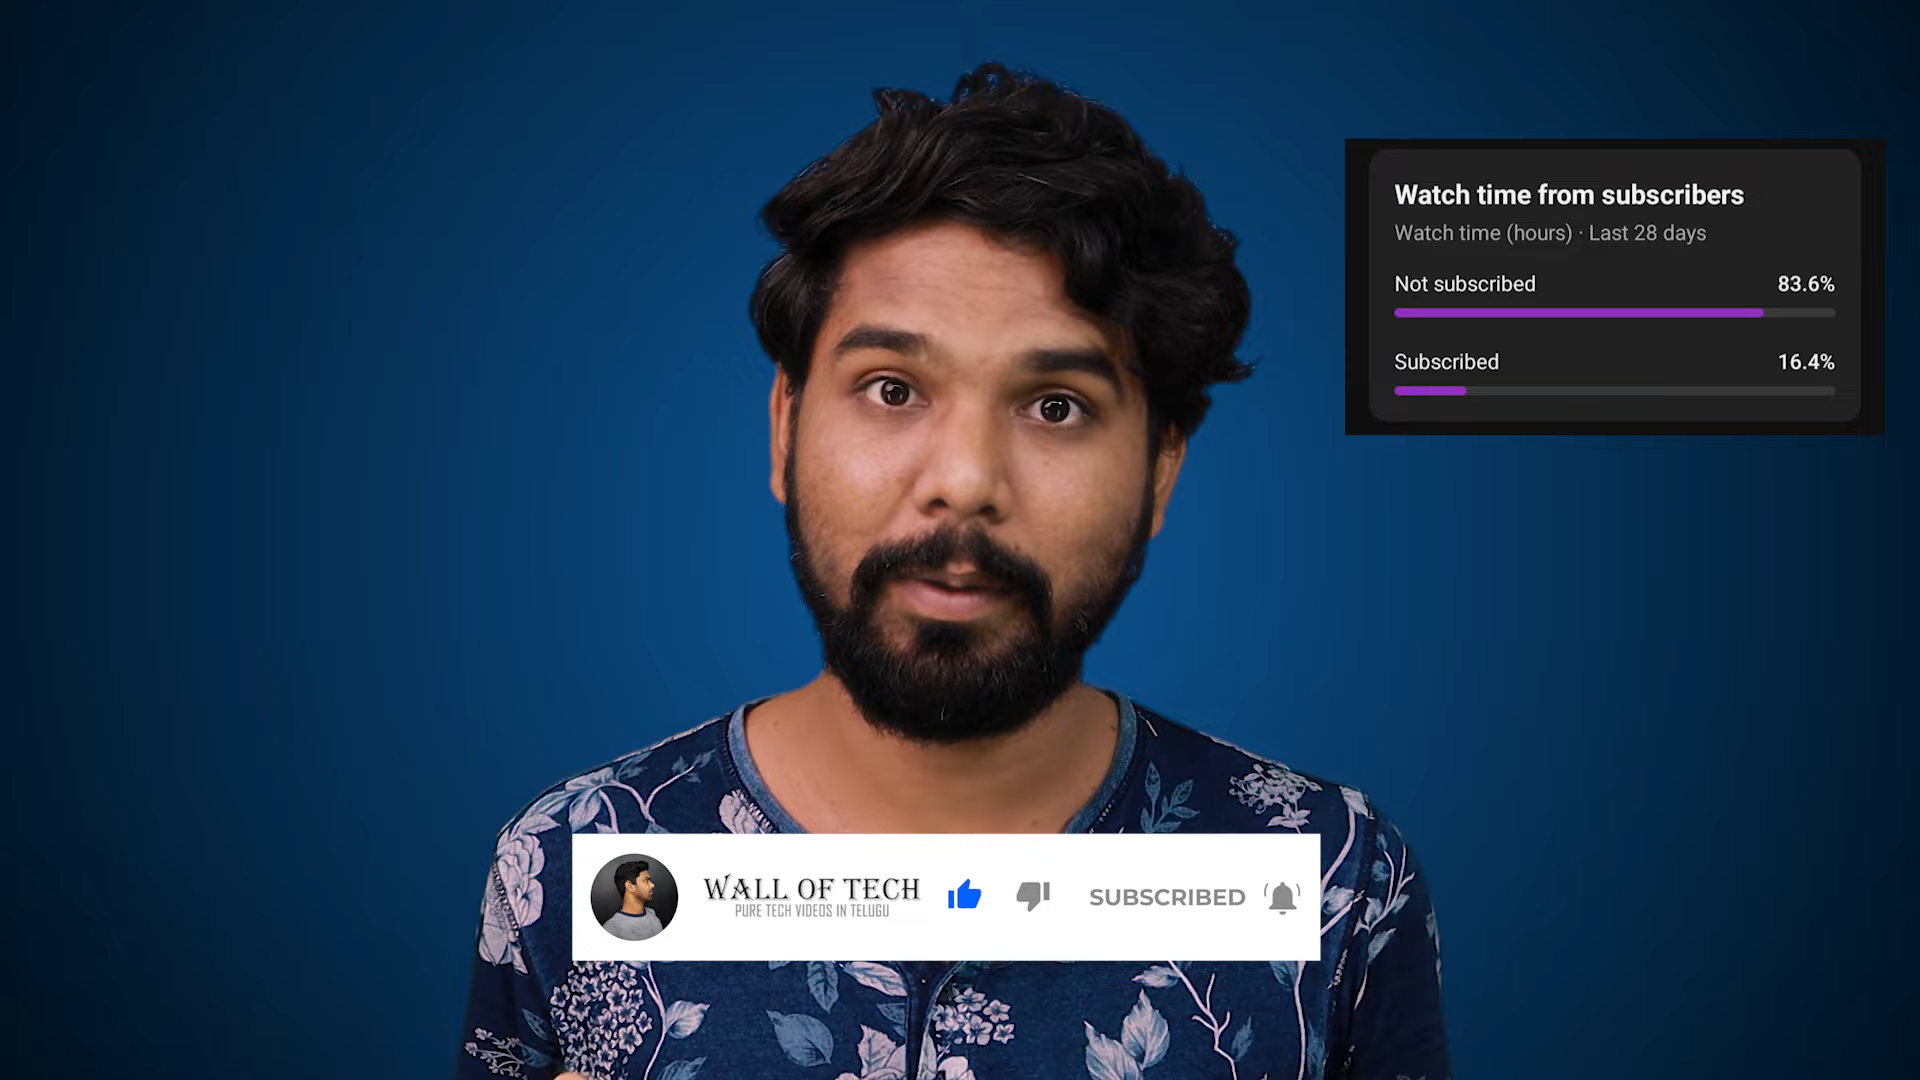 Watch time from subscribers
Watch time (hours) · Last 28 days
Not subscribed 83.6%
Subscribed 16.4%
WALL OF TECH
PURE TECH VIDEOS IN TELUGU
SUBSCRIBED